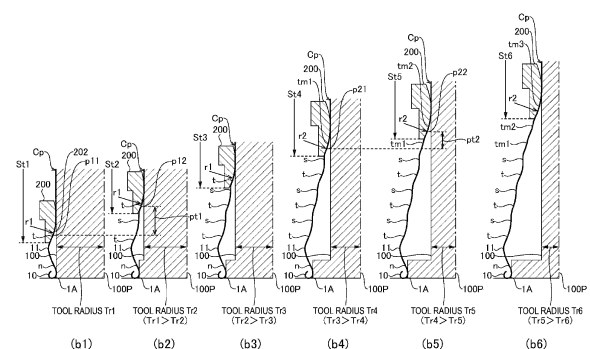 Cp
202
p11
St1
200
r1
t
11
100
n
10
1A
100P
TOOL RADIUS Tr1
(b1)
Cp
200
p12
St2
r1
s
t
pt1
1A
100P
TOOL RADIUS Tr2
(Tr1>Tr2)
(b2)
Cp
200
St3
r1
s
t
s
t
11
100
n
10
1A
100P
TOOL RADIUS Tr3
(Tr2>Tr3)
(b3)
Cp
200
tm1
p21
St4
r2
s
t
s
t
11
100
n
10
1A
100P
TOOL RADIUS Tr4
(Tr3>Tr4)
(b4)
Cp
200
tm2
p22
St5
r2
pt2
tm1
s
t
s
t
11
100
n
10
1A
100P
TOOL RADIUS Tr5
(Tr4>Tr5)
(b5)
Cp
200
tm3
St6
r2
tm2
tm1
s
t
s
t
11
100
n
10
1A
100P
TOOL RADIUS Tr6
(Tr5>Tr6)
(b6)